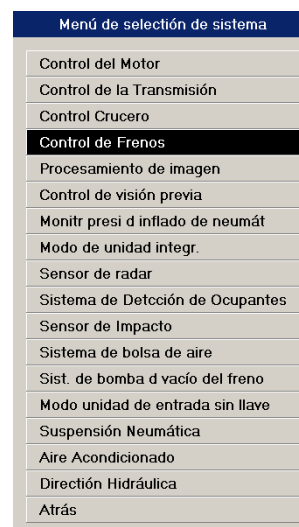 Menú de selección de sistema
Control del Motor
Control de la Transmisión
Control Crucero
Control de Frenos
Procesamiento de imagen
Control de visión previa
Monitr presi d inflado de neumát
Modo de unidad integr.
Sensor de radar
Sistema de Detcción de Ocupantes
Sensor de Impacto
Sistema de bolsa de aire
Sist. de bomba d vacío del freno
Modo unidad de entrada sin llave
Suspensión Neumática
Aire Acondicionado
Directión Hidráulica
Atrás